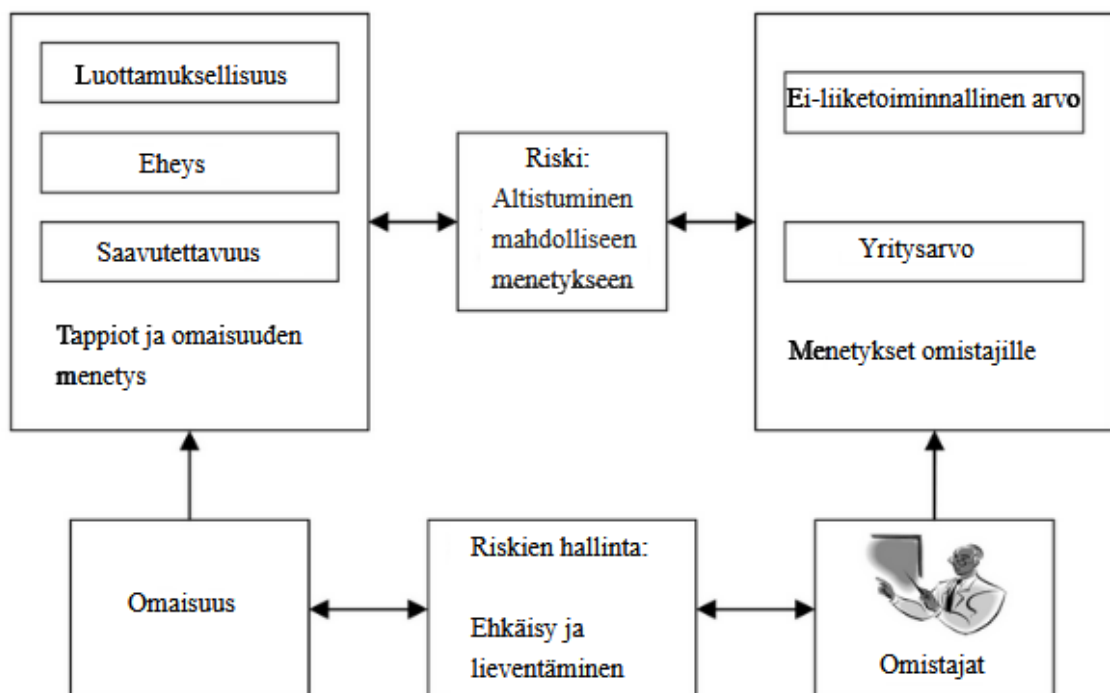 Luottamuksellisuus
Eheys
Saavutettavuus
Tappiot ja omaisuuden
menetys
Riski:
Altistuminen
mahdolliseen
menetykseen
Ei-liiketoiminnallinen arvo
Yritysarvo
Menetykset omistajille
Omaisuus
Riskien hallinta:
Ehkäisy ja
lieventäminen
Omistajat